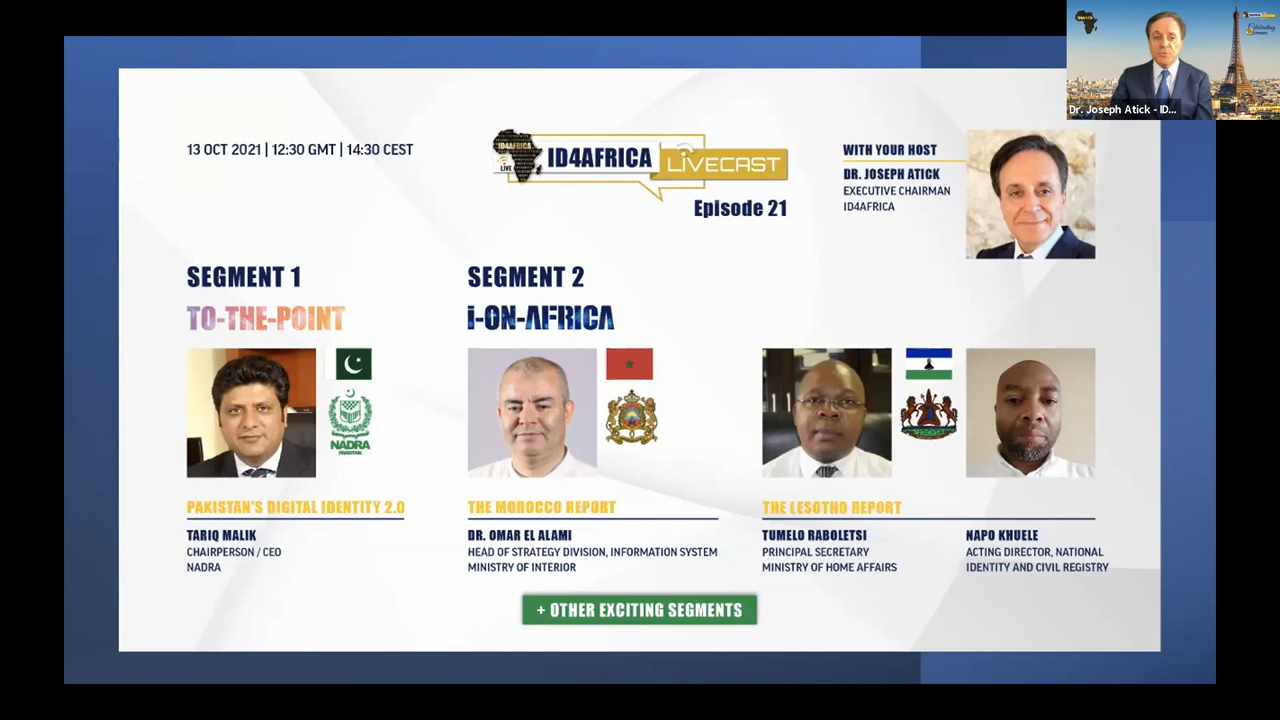 13 OCT 2021 | 12:30 GMT | 14:30 CEST
ID4AFRICA
LIVE
ID4AFRICA LIVECAST
Episode 21
WITH YOUR HOST
DR. JOSEPH ATICK
EXECUTIVE CHAIRMAN
ID4AFRICA
Dr. Joseph Atick - ID...
SEGMENT 1
TO-THE-POINT
SEGMENT 2
i-ON-AFRICA
NADRA
PAKISTAN
PAKISTAN'S DIGITAL IDENTITY 2.0
TARIQ MALIK
CHAIRPERSON / CEO
NADRA
THE MOROCCO REPORT
DR. OMAR EL ALAMI
HEAD OF STRATEGY DIVISION, INFORMATION SYSTEM
MINISTRY OF INTERIOR
THE LESOTHO REPORT
TUMELO RABOLETSI
PRINCIPAL SECRETARY
MINISTRY OF HOME AFFAIRS
NAPO KHUELE
ACTING DIRECTOR, NATIONAL
IDENTITY AND CIVIL REGISTRY
+ OTHER EXCITING SEGMENTS